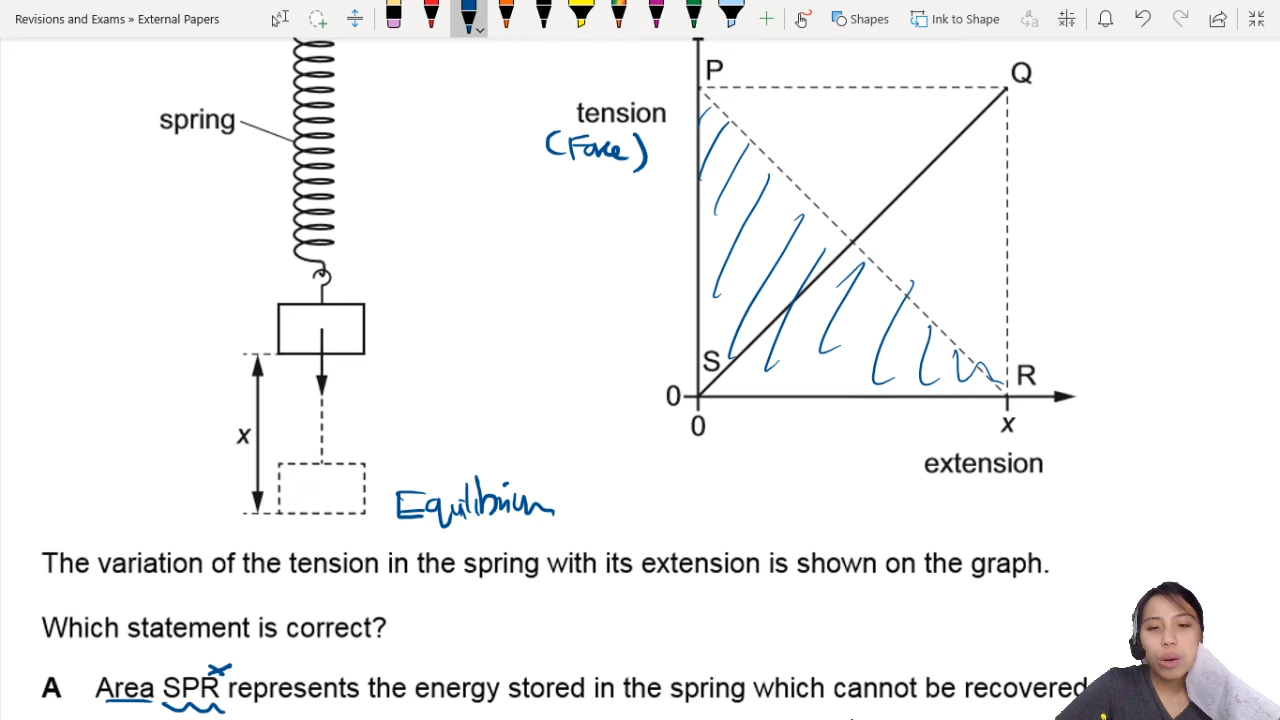 Revisions and Exams » External Papers
Shapes
Ink to Shape
spring
x
P
Q
tension
(Force)
S
R
0
0
x
extension
Equilibrium
The variation of the tension in the spring with its extension is shown on the graph.
Which statement is correct?
A Area SPR represents the energy stored in the spring which cannot be recovered